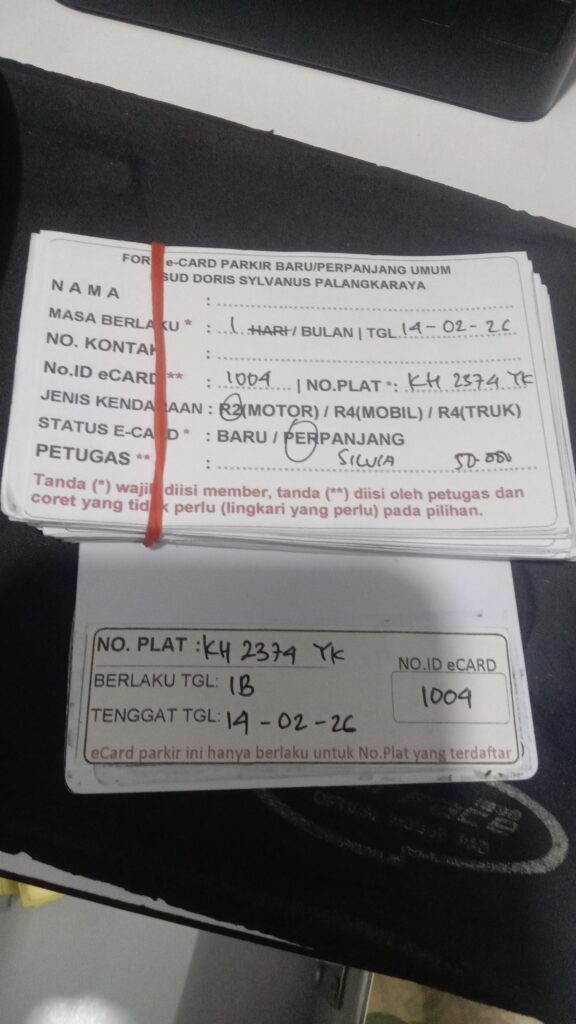 FOR e-CARD PARKIR BARU/PERPANJANG UMUM
SUD DORIS SYLVANUS PALANGKARAYA
NAMA :
MASA BERLAKU * : 1 HARI / BULAN | TGL. 14-02-26
NO. KONTAK :
No.ID eCARD ** : 1004 | NO.PLAT *: KH 2374 YK
JENIS KENDARAAN : R2(MOTOR) / R4(MOBIL) / R4(TRUK)
STATUS E-CARD * : BARU / PERPANJANG
PETUGAS ** : SILVIA 50.000
Tanda (*) wajib diisi member, tanda (**) diisi oleh petugas dan
coret yang tidak perlu (lingkari yang perlu) pada pilihan.
NO. PLAT : KH 2374 YK
NO.ID eCARD
BERLAKU TGL: 1B
1004
TENGGAT TGL: 14-02-26
eCard parkir ini hanya berlaku untuk No.Plat yang terdaftar